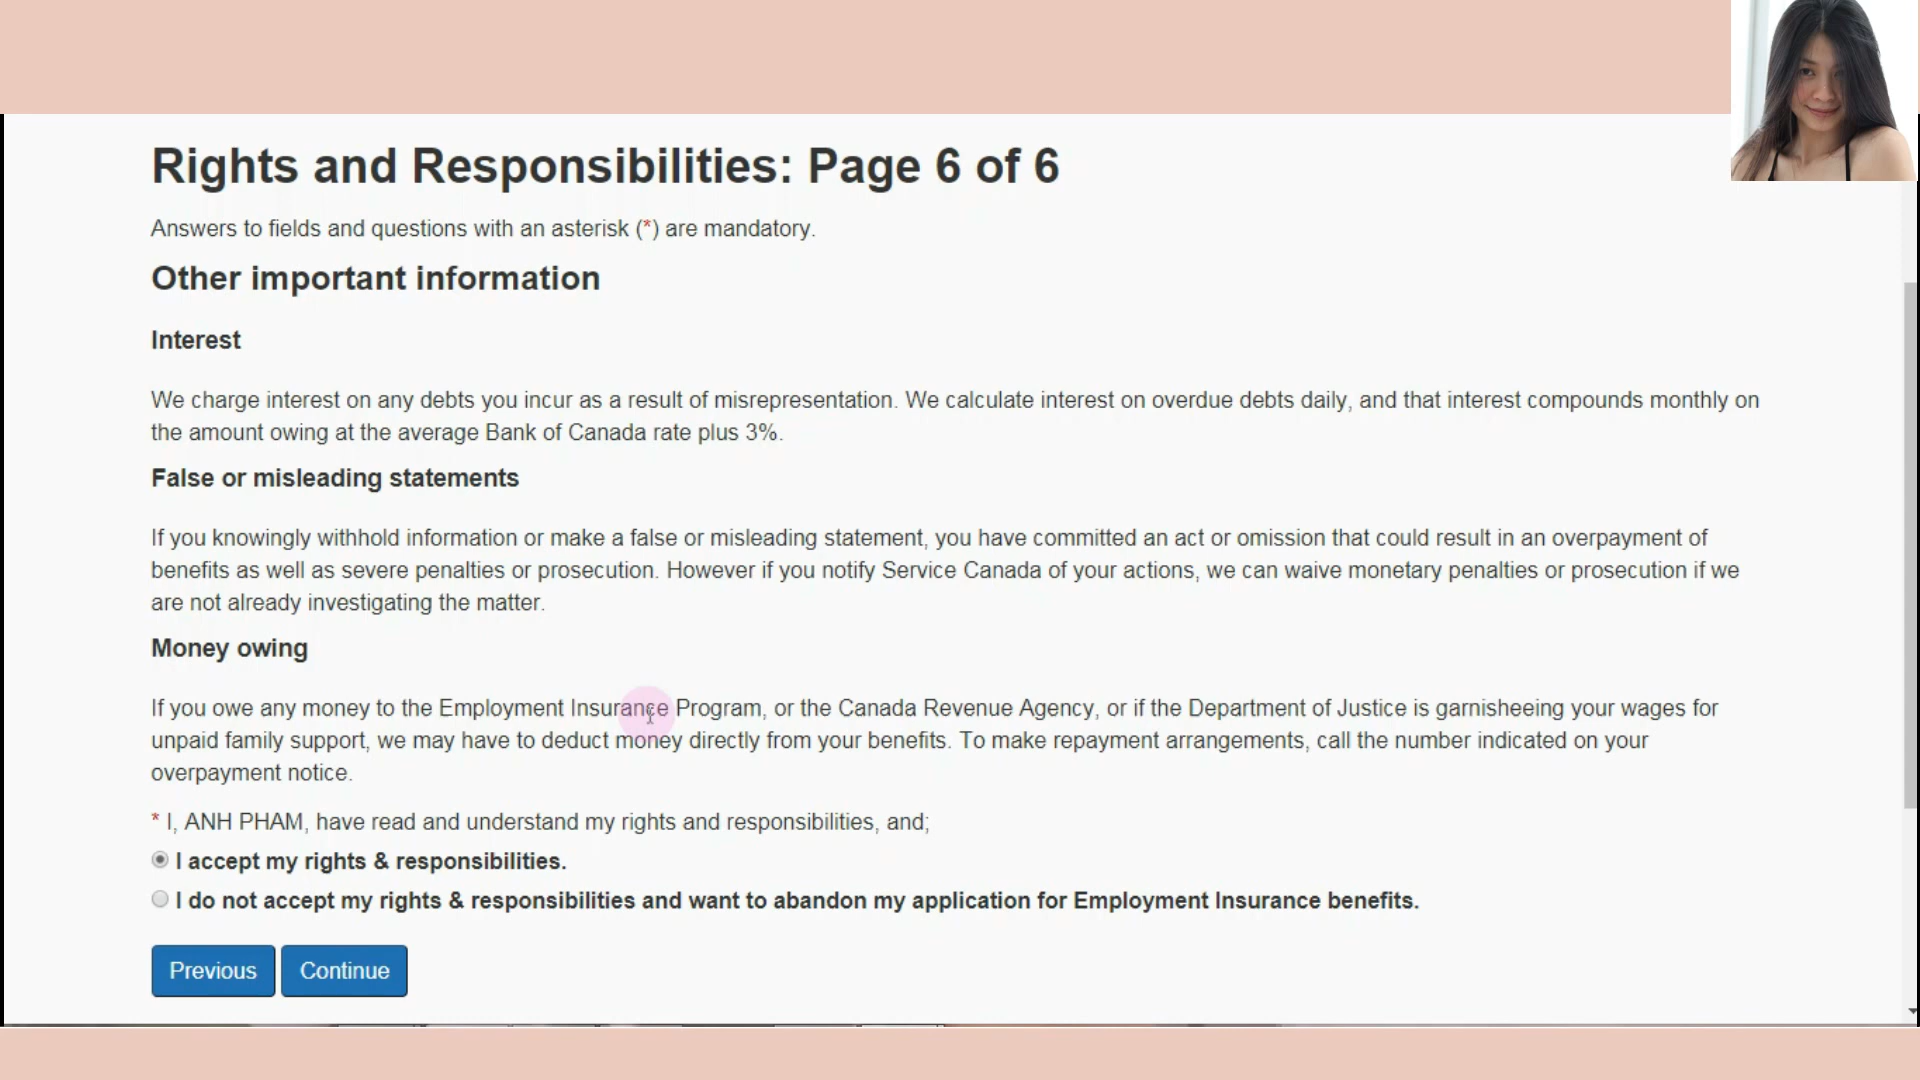 Rights and Responsibilities: Page 6 of 6
Answers to fields and questions with an asterisk (*) are mandatory.
Other important information
Interest
We charge interest on any debts you incur as a result of misrepresentation. We calculate interest on overdue debts daily, and that interest compounds monthly on
the amount owing at the average Bank of Canada rate plus 3%.
False or misleading statements
If you knowingly withhold information or make a false or misleading statement, you have committed an act or omission that could result in an overpayment of
benefits as well as severe penalties or prosecution. However if you notify Service Canada of your actions, we can waive monetary penalties or prosecution if we
are not already investigating the matter.
Money owing
If you owe any money to the Employment Insurance Program, or the Canada Revenue Agency, or if the Department of Justice is garnisheeing your wages for
unpaid family support, we may have to deduct money directly from your benefits. To make repayment arrangements, call the number indicated on your
overpayment notice.
* I, ANH PHAM, have read and understand my rights and responsibilities, and;
I accept my rights & responsibilities.
I do not accept my rights & responsibilities and want to abandon my application for Employment Insurance benefits.
Previous Continue